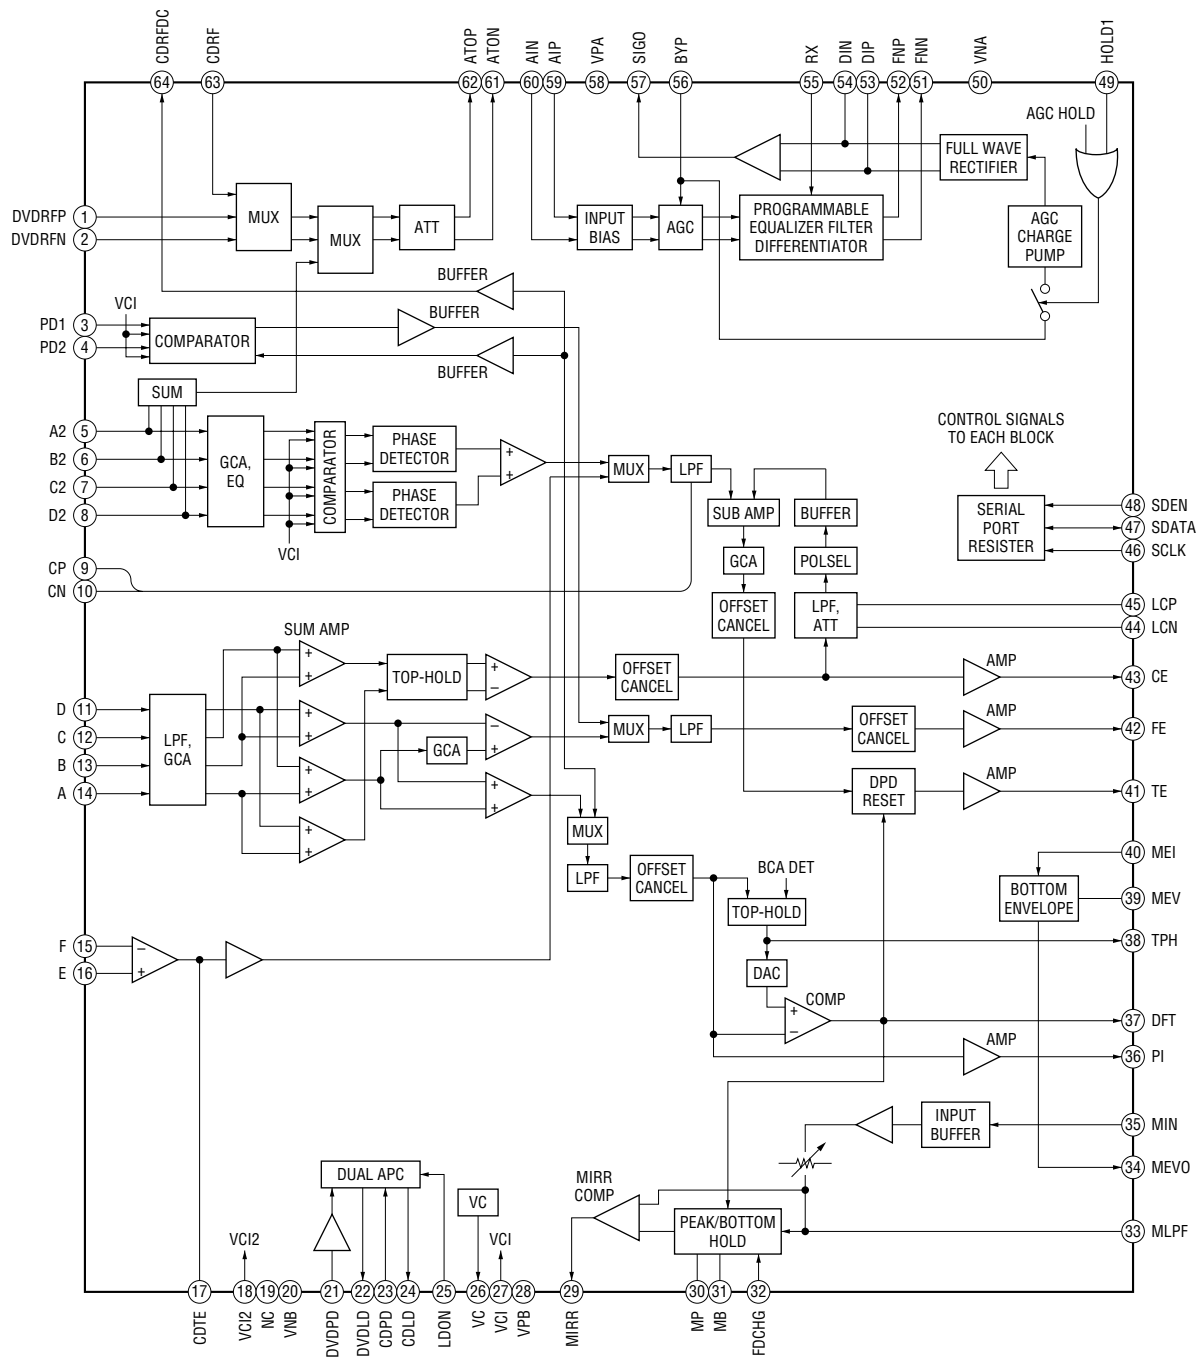 CDRFDC
CDRF
ATOP
ATON
AIN
AIP
VPA
SIGO
BYP
RX
DIN
DIP
FNP
FNN
VNA
HOLD1
64
63
62
61
60
59
58
57
56
55
54
53
52
51
50
49
AGC HOLD
FULL WAVE
RECTIFIER
DVDRFP
1
DVDRFN
2
MUX
MUX
ATT
INPUT
BIAS
AGC
PROGRAMMABLE
EQUALIZER FILTER
DIFFERENTIATOR
AGC
CHARGE
PUMP
BUFFER
VCI
BUFFER
PD1
3
PD2
4
COMPARATOR
BUFFER
SUM
A2
5
B2
6
C2
7
D2
8
GCA,
EQ
COMPARATOR
PHASE
DETECTOR
PHASE
DETECTOR
VCI
+
+
MUX
LPF
SUB AMP
BUFFER
GCA
POLSEL
OFFSET
CANCEL
LPF,
ATT
CONTROL SIGNALS
TO EACH BLOCK
SERIAL
PORT
RESISTER
48
SDEN
47
SDATA
46
SCLK
CP
9
CN
10
45
LCP
44
LCN
SUM AMP
+
+
TOP-HOLD
+
−
OFFSET
CANCEL
AMP
43
CE
D
11
C
12
B
13
A
14
LPF,
GCA
+
+
−
+
GCA
MUX
LPF
OFFSET
CANCEL
AMP
42
FE
+
+
+
+
DPD
RESET
AMP
41
TE
+
+
MUX
LPF
OFFSET
CANCEL
BCA DET
TOP-HOLD
40
MEI
BOTTOM
ENVELOPE
39
MEV
38
TPH
F
15
E
16
−
+
DAC
COMP
+
−
37
DFT
AMP
36
PI
INPUT
BUFFER
35
MIN
34
MEVO
DUAL APC
VC
MIRR
COMP
PEAK/BOTTOM
HOLD
33
MLPF
VCI2
VCI
17
18
19
20
21
22
23
24
25
26
27
28
29
30
31
32
CDTE
VCI2
NC
VNB
DVDPD
DVDLD
CDPD
CDLD
LDON
VC
VCI
VPB
MIRR
MP
MB
FDCHG